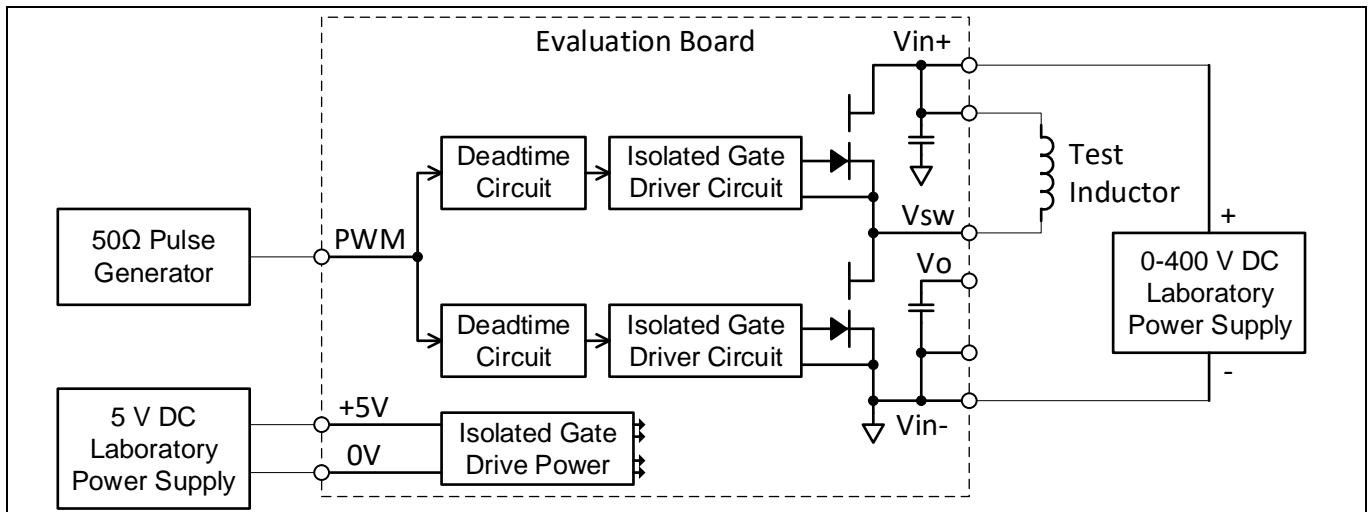 Evaluation Board
Vin+
Deadtime
Circuit
Isolated Gate
Driver Circuit
Test
Inductor
50Ω Pulse
Generator
PWM
Vsw
Vo
+
0-400 V DC
Laboratory
Power Supply
-
Deadtime
Circuit
Isolated Gate
Driver Circuit
5 V DC
Laboratory
Power Supply
+5V
0V
Isolated Gate
Drive Power
Vin-